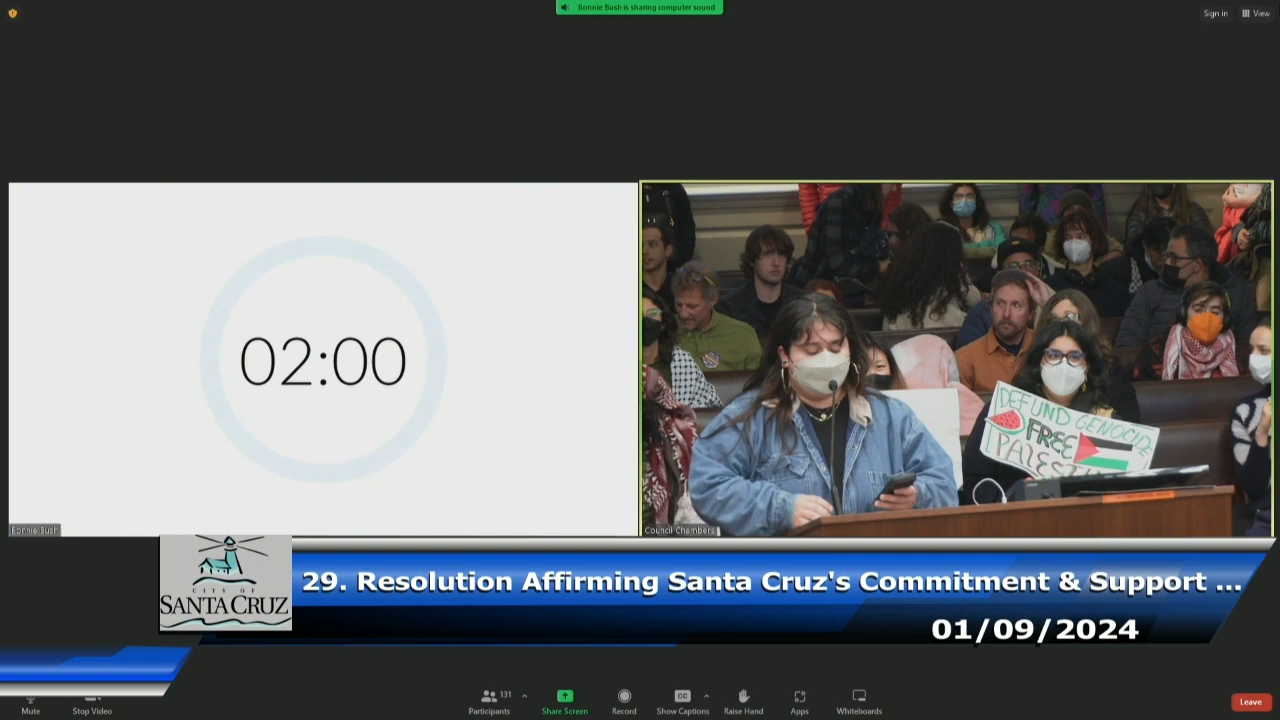 Bonnie Bush is sharing computer sound
Sign in
View
02:00
DEFUND GENOCIDE
FREE
PALEST
Bonnie Bush
Council Chambers
CITY OF
SANTA CRUZ
29. Resolution Affirming Santa Cruz's Commitment & Support ...
01/09/2024
Mute
Stop Video
Participants
131
Share Screen
CC
Record
Show Captions
Raise Hand
Apps
Whiteboards
Leave